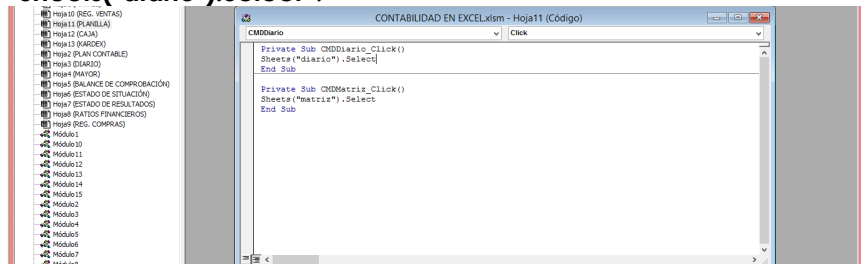 Hoja10 (REG. VENTAS)
Hoja11 (PLANILLA)
Hoja12 (CAJA)
Hoja13 (KARDEX)
Hoja2 (PLAN CONTABLE)
Hoja3 (DIARIO)
Hoja4 (MAYOR)
Hoja5 (BALANCE DE COMPROBACIÓN)
Hoja6 (ESTADO DE SITUACIÓN)
Hoja7 (ESTADO DE RESULTADOS)
Hoja8 (RATIOS FINANCIEROS)
Hoja9 (REG. COMPRAS)
Módulo1
Módulo10
Módulo11
Módulo12
Módulo13
Módulo14
Módulo15
Módulo2
Módulo3
Módulo4
Módulo5
Módulo6
Módulo7
CONTABILIDAD EN EXCEL.xlsm - Hoja11 (Código)
CMDDiario
Click
Private Sub CMDDiario_Click()
Sheets("diario").Select
End Sub
Private Sub CMDMatriz_Click()
Sheets("matriz").Select
End Sub